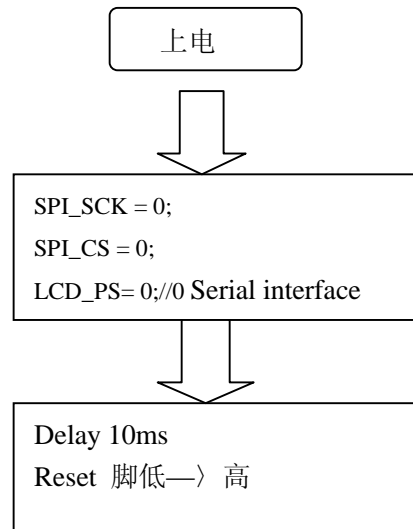 上电
SPI_SCK = 0;
SPI_CS = 0;
LCD_PS= 0;//0 Serial interface
Delay 10ms
Reset 脚低—〉高